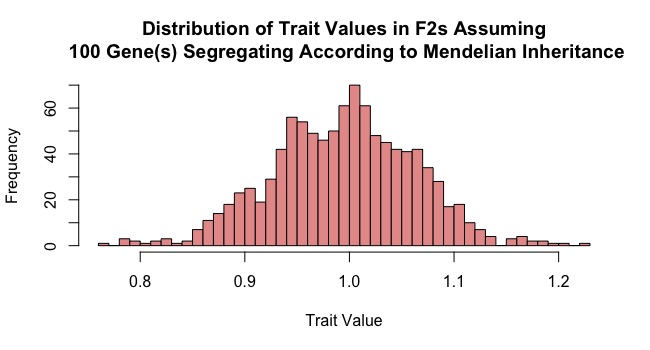 Distribution of Trait Values in F2s Assuming
100 Gene(s) Segregating According to Mendelian Inheritance
Frequency
60
40
20
0
0.8 0.9 1.0 1.1 1.2
Trait Value